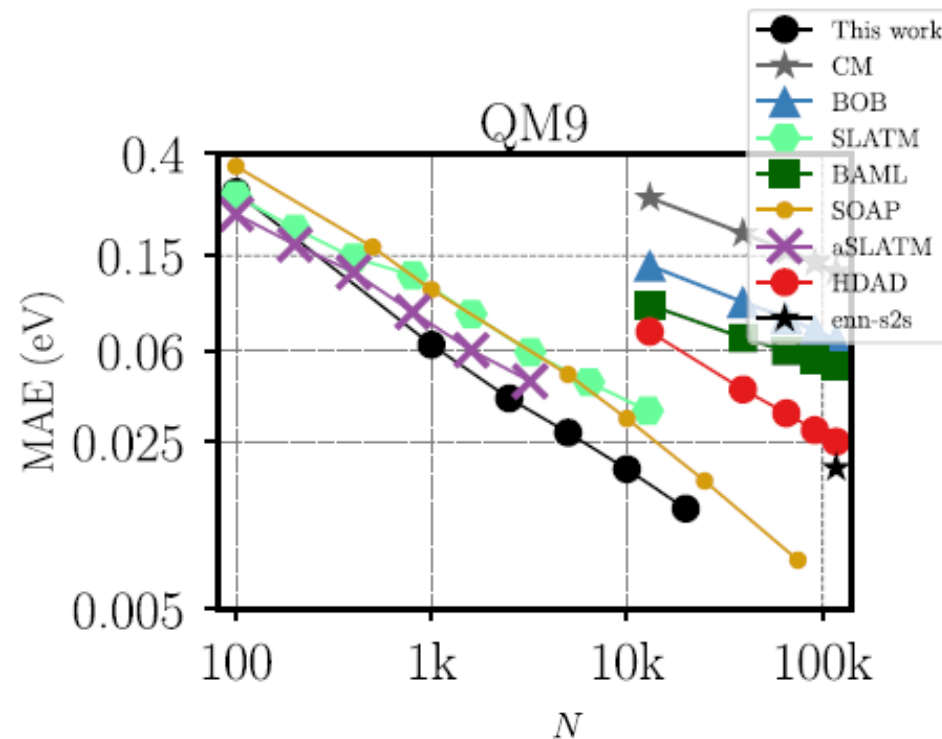 This work
CM
BOB
SLATM
BAML
SOAP
aSLATM
HDAD
enn-s2s
QM9
0.4
0.15
0.06
0.025
0.005
MAE (eV)
100
1k
10k
100k
N